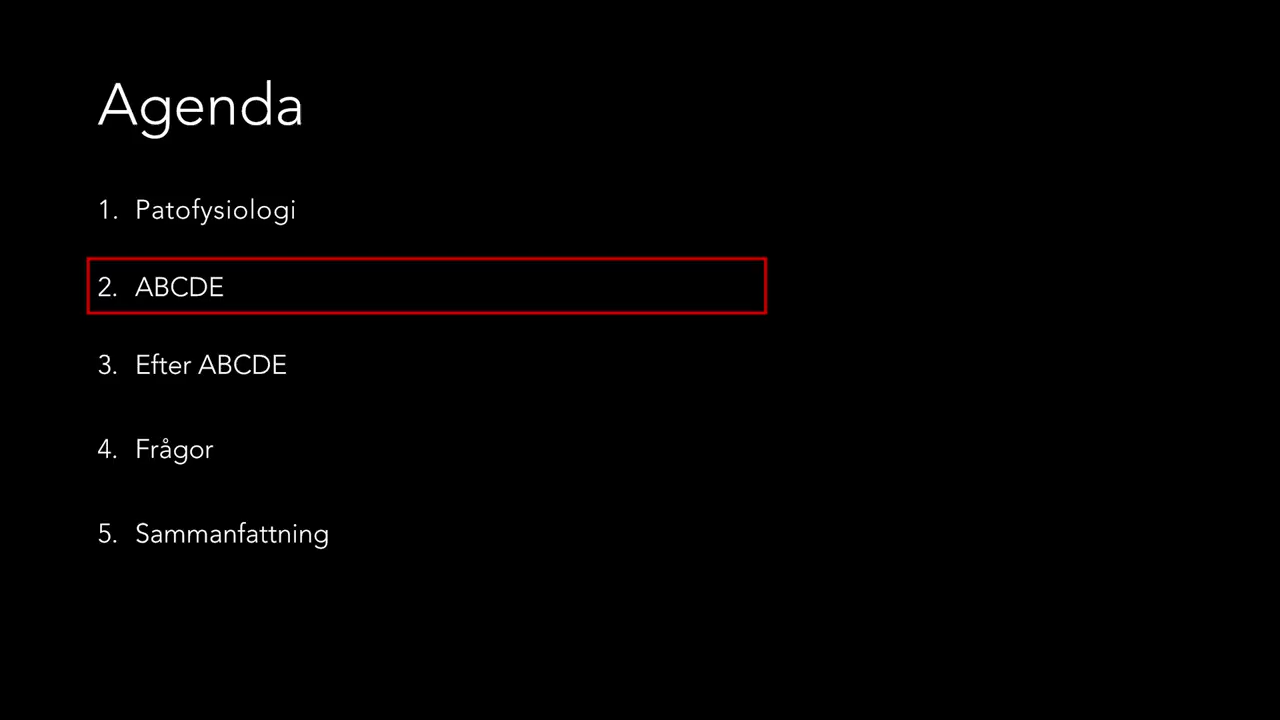 Agenda
1. Patofysiologi
2. ABCDE
3. Efter ABCDE
4. Frågor
5. Sammanfattning